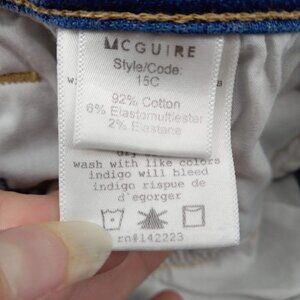 MCGUIRE
Style/Code:
15C
92% Cotton
6% Elastomultiester
2% Elastane
wash with like colors
indigo will bleed
indigo rispue de
d'egorger
rn#142223